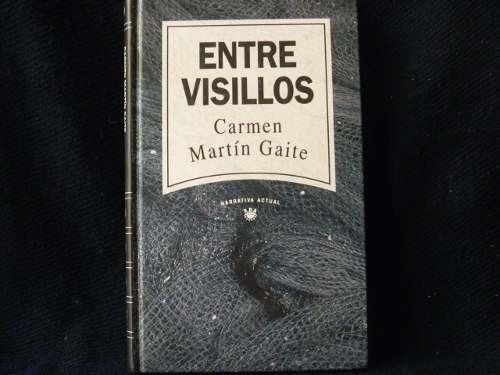 ENTRE
VISILLOS
Carmen
Martín Gaite
NARRATIVA ACTUAL